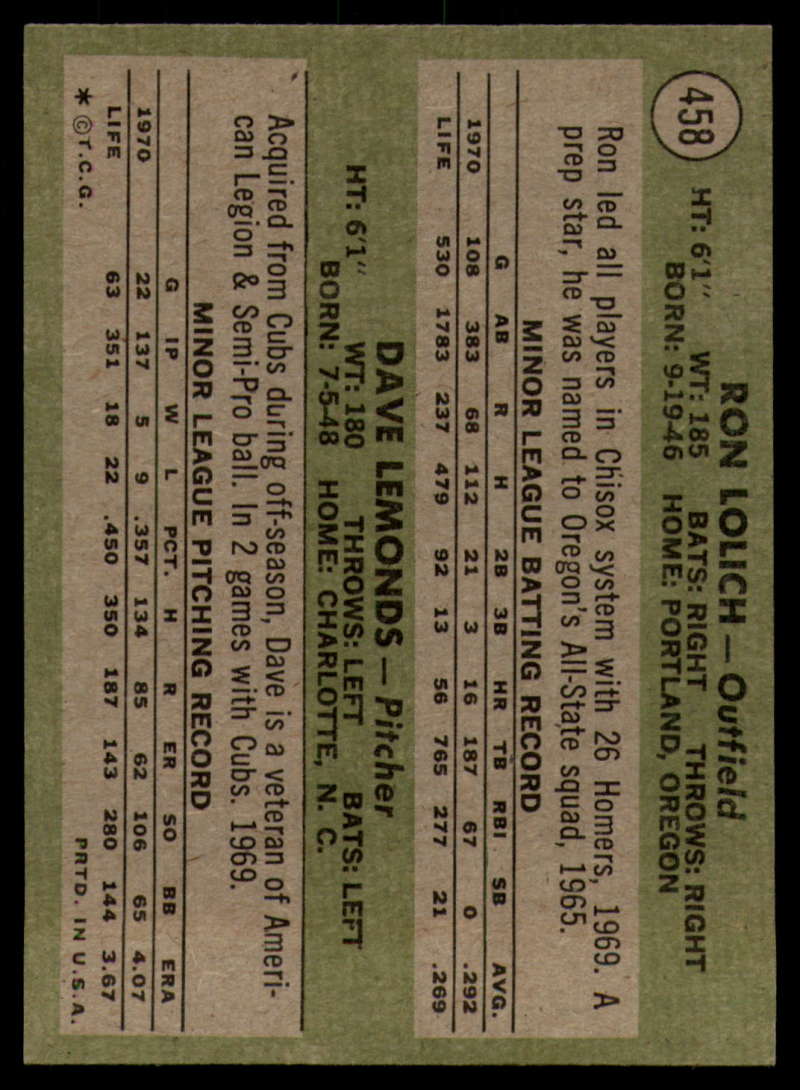 458
RON LOLICH — Outfield
HT: 6'1" WT: 185 BATS: RIGHT THROWS: RIGHT
BORN: 9-19-46 HOME: PORTLAND, OREGON
Ron led all players in Chisox system with 26 Homers, 1969. A
prep star, he was named to Oregon's All-State squad, 1965.
MINOR LEAGUE BATTING RECORD
G AB R H 2B 3B HR TB RBI SB AVG.
1970 108 383 68 112 21 3 16 187 67 0 .292
LIFE 530 1783 237 479 92 13 56 765 277 21 .269
DAVE LEMONDS — Pitcher
HT: 6'1" WT: 180 THROWS: LEFT BATS: LEFT
BORN: 7-5-48 HOME: CHARLOTTE, N. C.
Acquired from Cubs during off-season, Dave is a veteran of Ameri-
can Legion & Semi-Pro ball. In 2 games with Cubs. 1969.
MINOR LEAGUE PITCHING RECORD
G IP W L PCT. H R ER SO BB ERA
1970 22 137 5 9 .357 134 85 62 106 65 4.07
LIFE 63 351 18 22 .450 350 187 143 280 144 3.67
* ©T.C.G. PRTD. IN U.S.A.